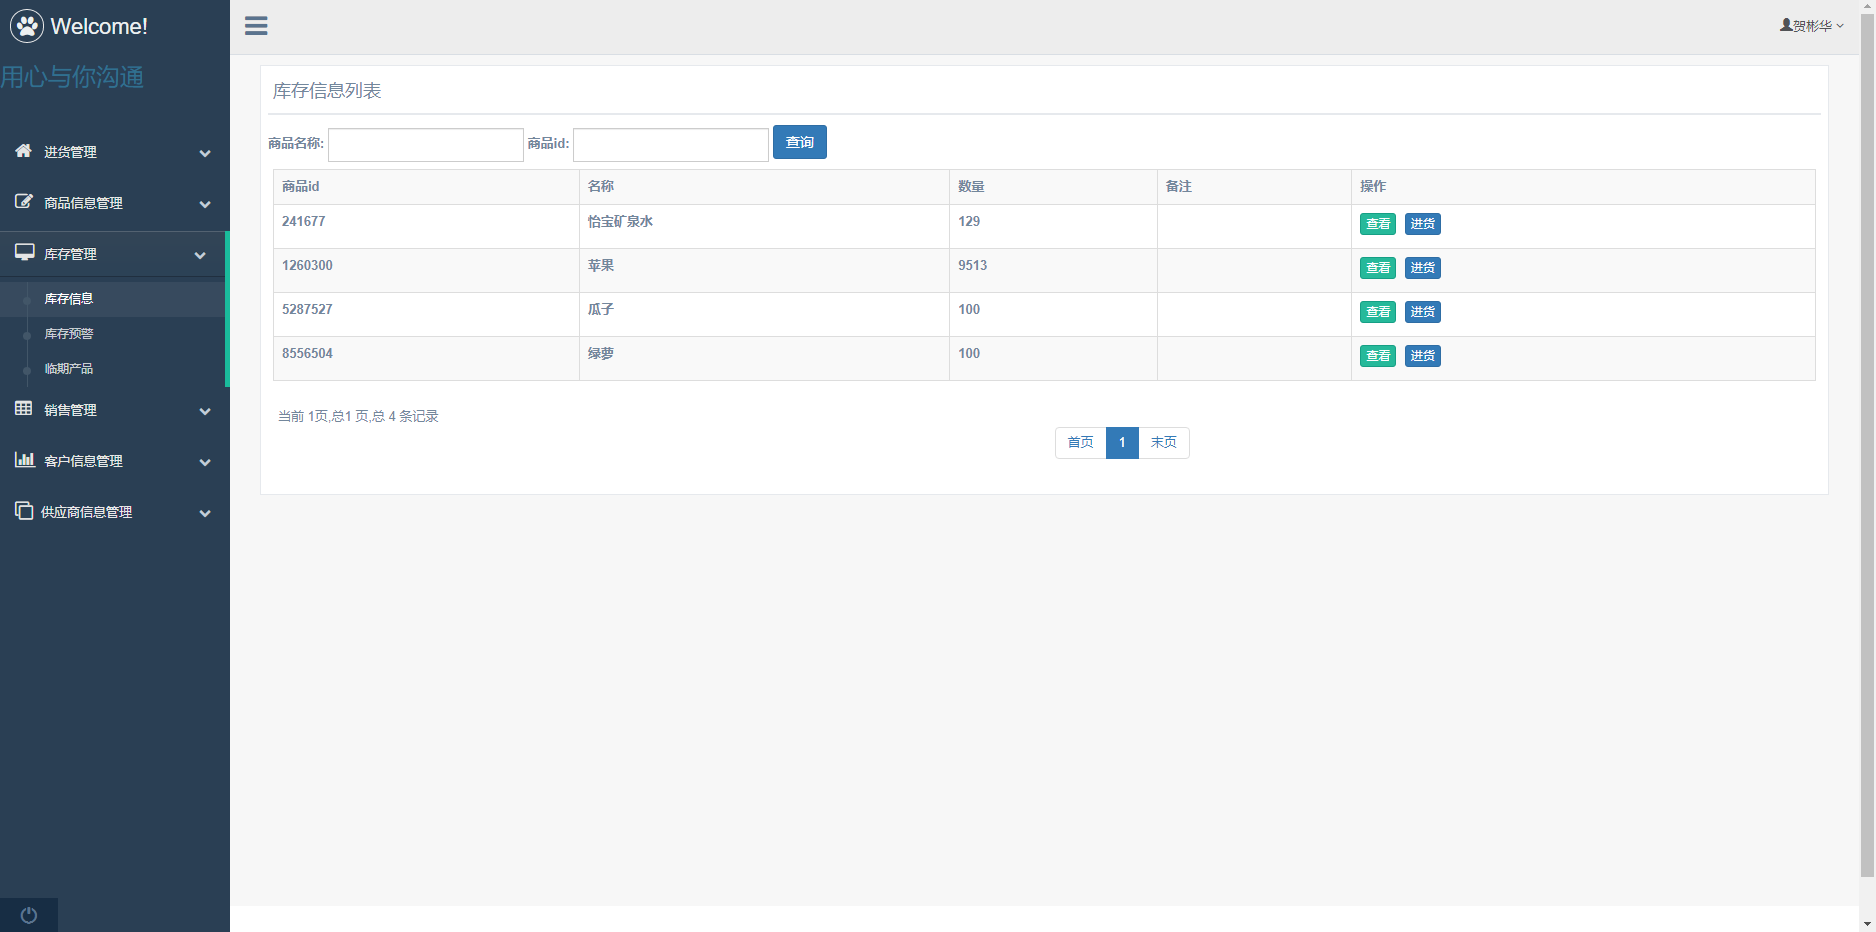 Welcome!
用心与你沟通
进货管理
商品信息管理
库存管理
库存信息
库存预警
临期产品
销售管理
客户信息管理
供应商信息管理
贺彬华
库存信息列表
商品名称: 商品id: 查询
商品id 名称 数量 备注 操作
241677 怡宝矿泉水 129 查看 进货
1260300 苹果 9513 查看 进货
5287527 瓜子 100 查看 进货
8556504 绿萝 100 查看 进货
当前 1页,总1 页,总 4 条记录
首页 1 末页